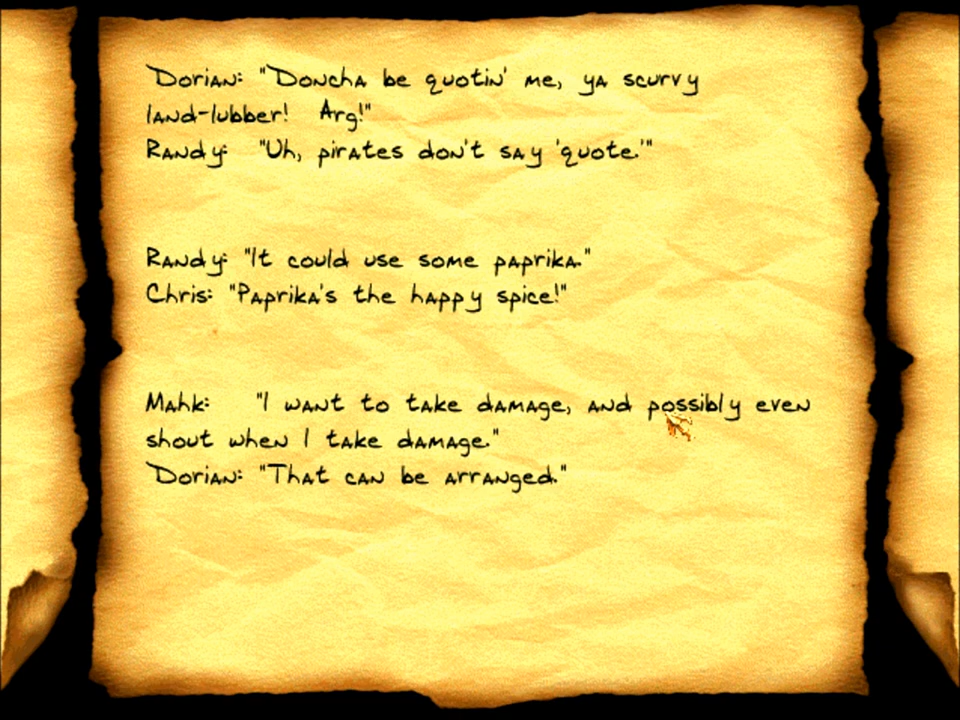 Dorian: "Doncha be quotin' me, ya scurvy
land-lubber! Arg!"
Randy: "Uh, pirates don't say 'quote.'"
Randy: "It could use some paprika."
Chris: "Paprika's the happy spice!"
Mahk: "I want to take damage, and possibly even
shout when I take damage."
Dorian: "That can be arranged."